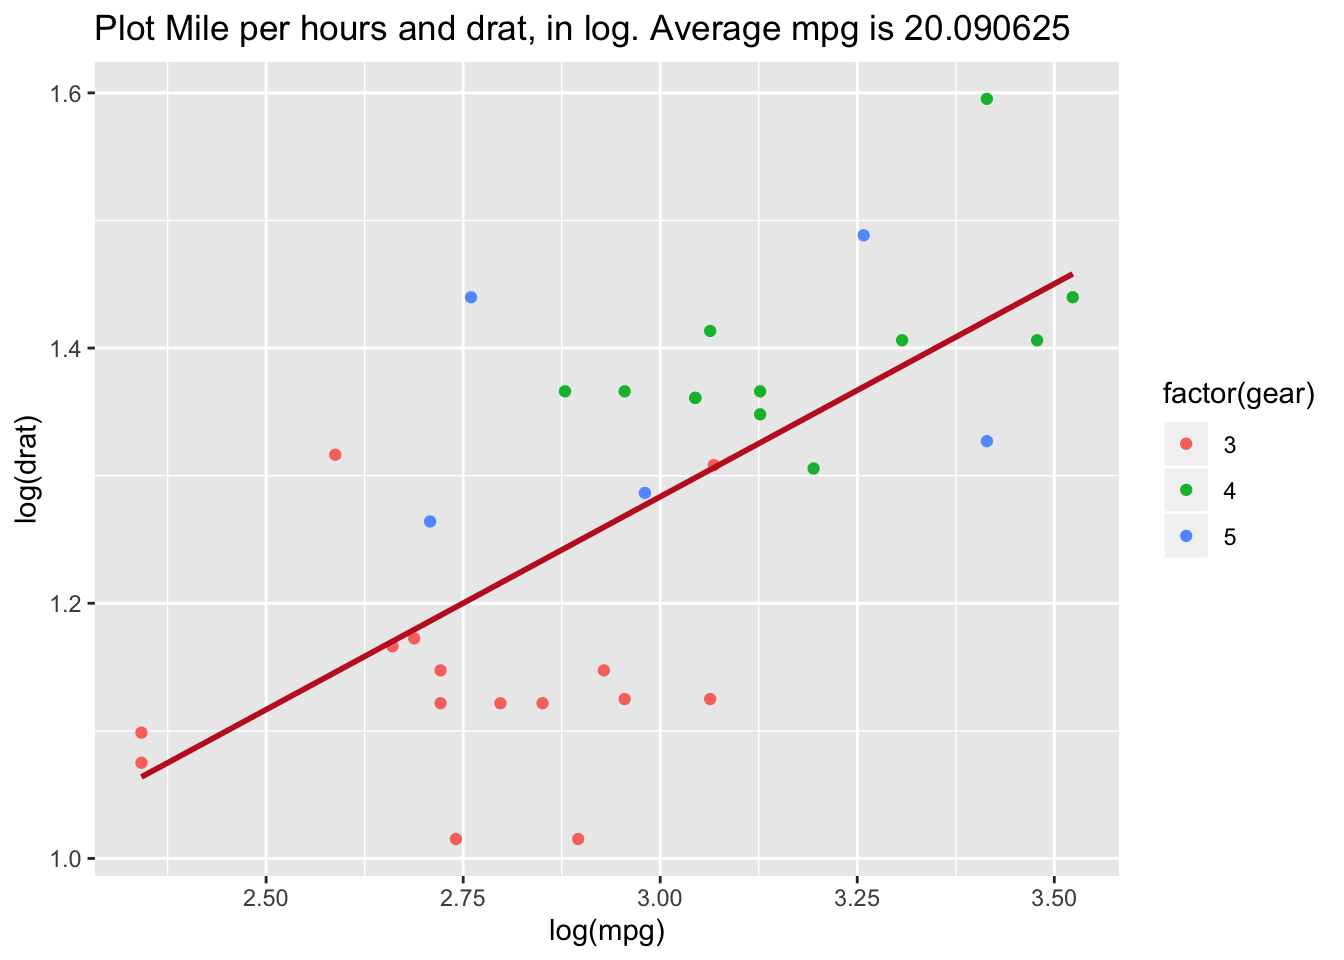 Plot Mile per hours and drat, in log. Average mpg is 20.090625
1.6
1.4
1.2
1.0
log(drat)
2.50 2.75 3.00 3.25 3.50
log(mpg)
factor(gear)
3
4
5